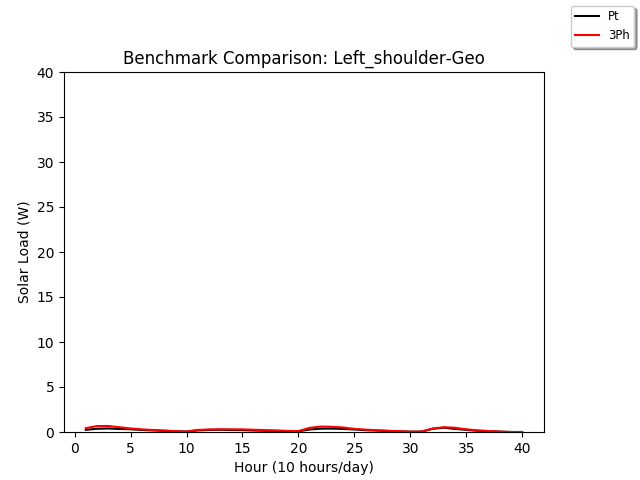 Pt
3Ph
Benchmark Comparison: Left_shoulder-Geo
40
35
30
25
20
15
10
5
0
Solar Load (W)
0 5 10 15 20 25 30 35 40
Hour (10 hours/day)